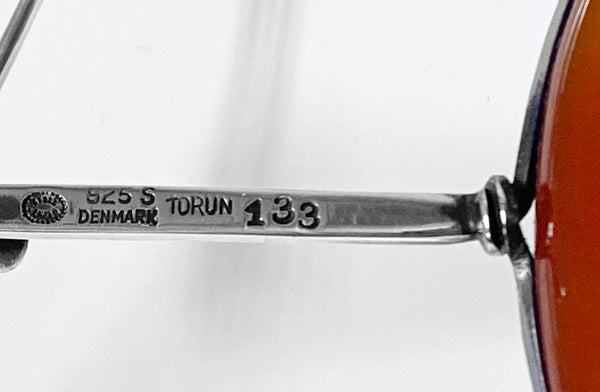 925 S
DENMARK
TORUN
133